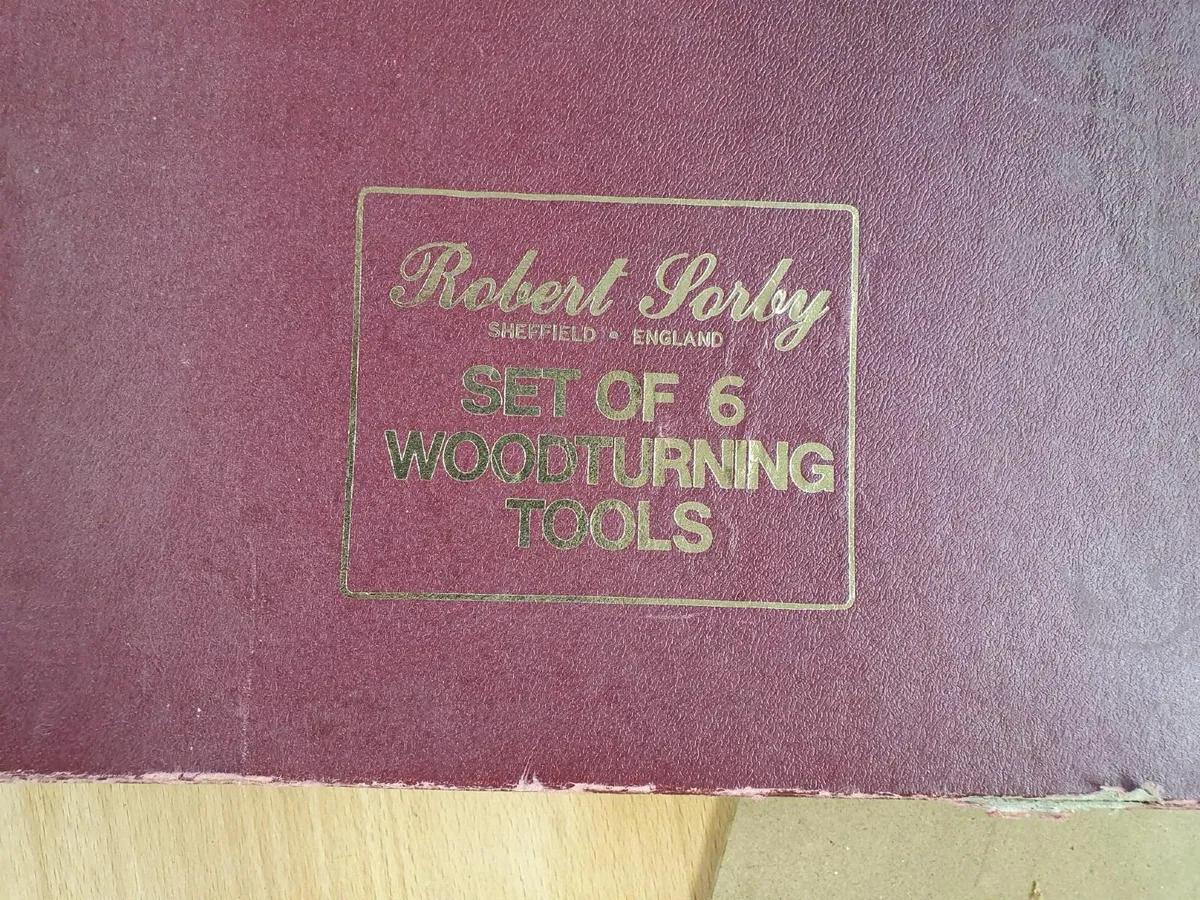 Robert Sorby
SHEFFIELD • ENGLAND
SET OF 6
WOODTURNING
TOOLS